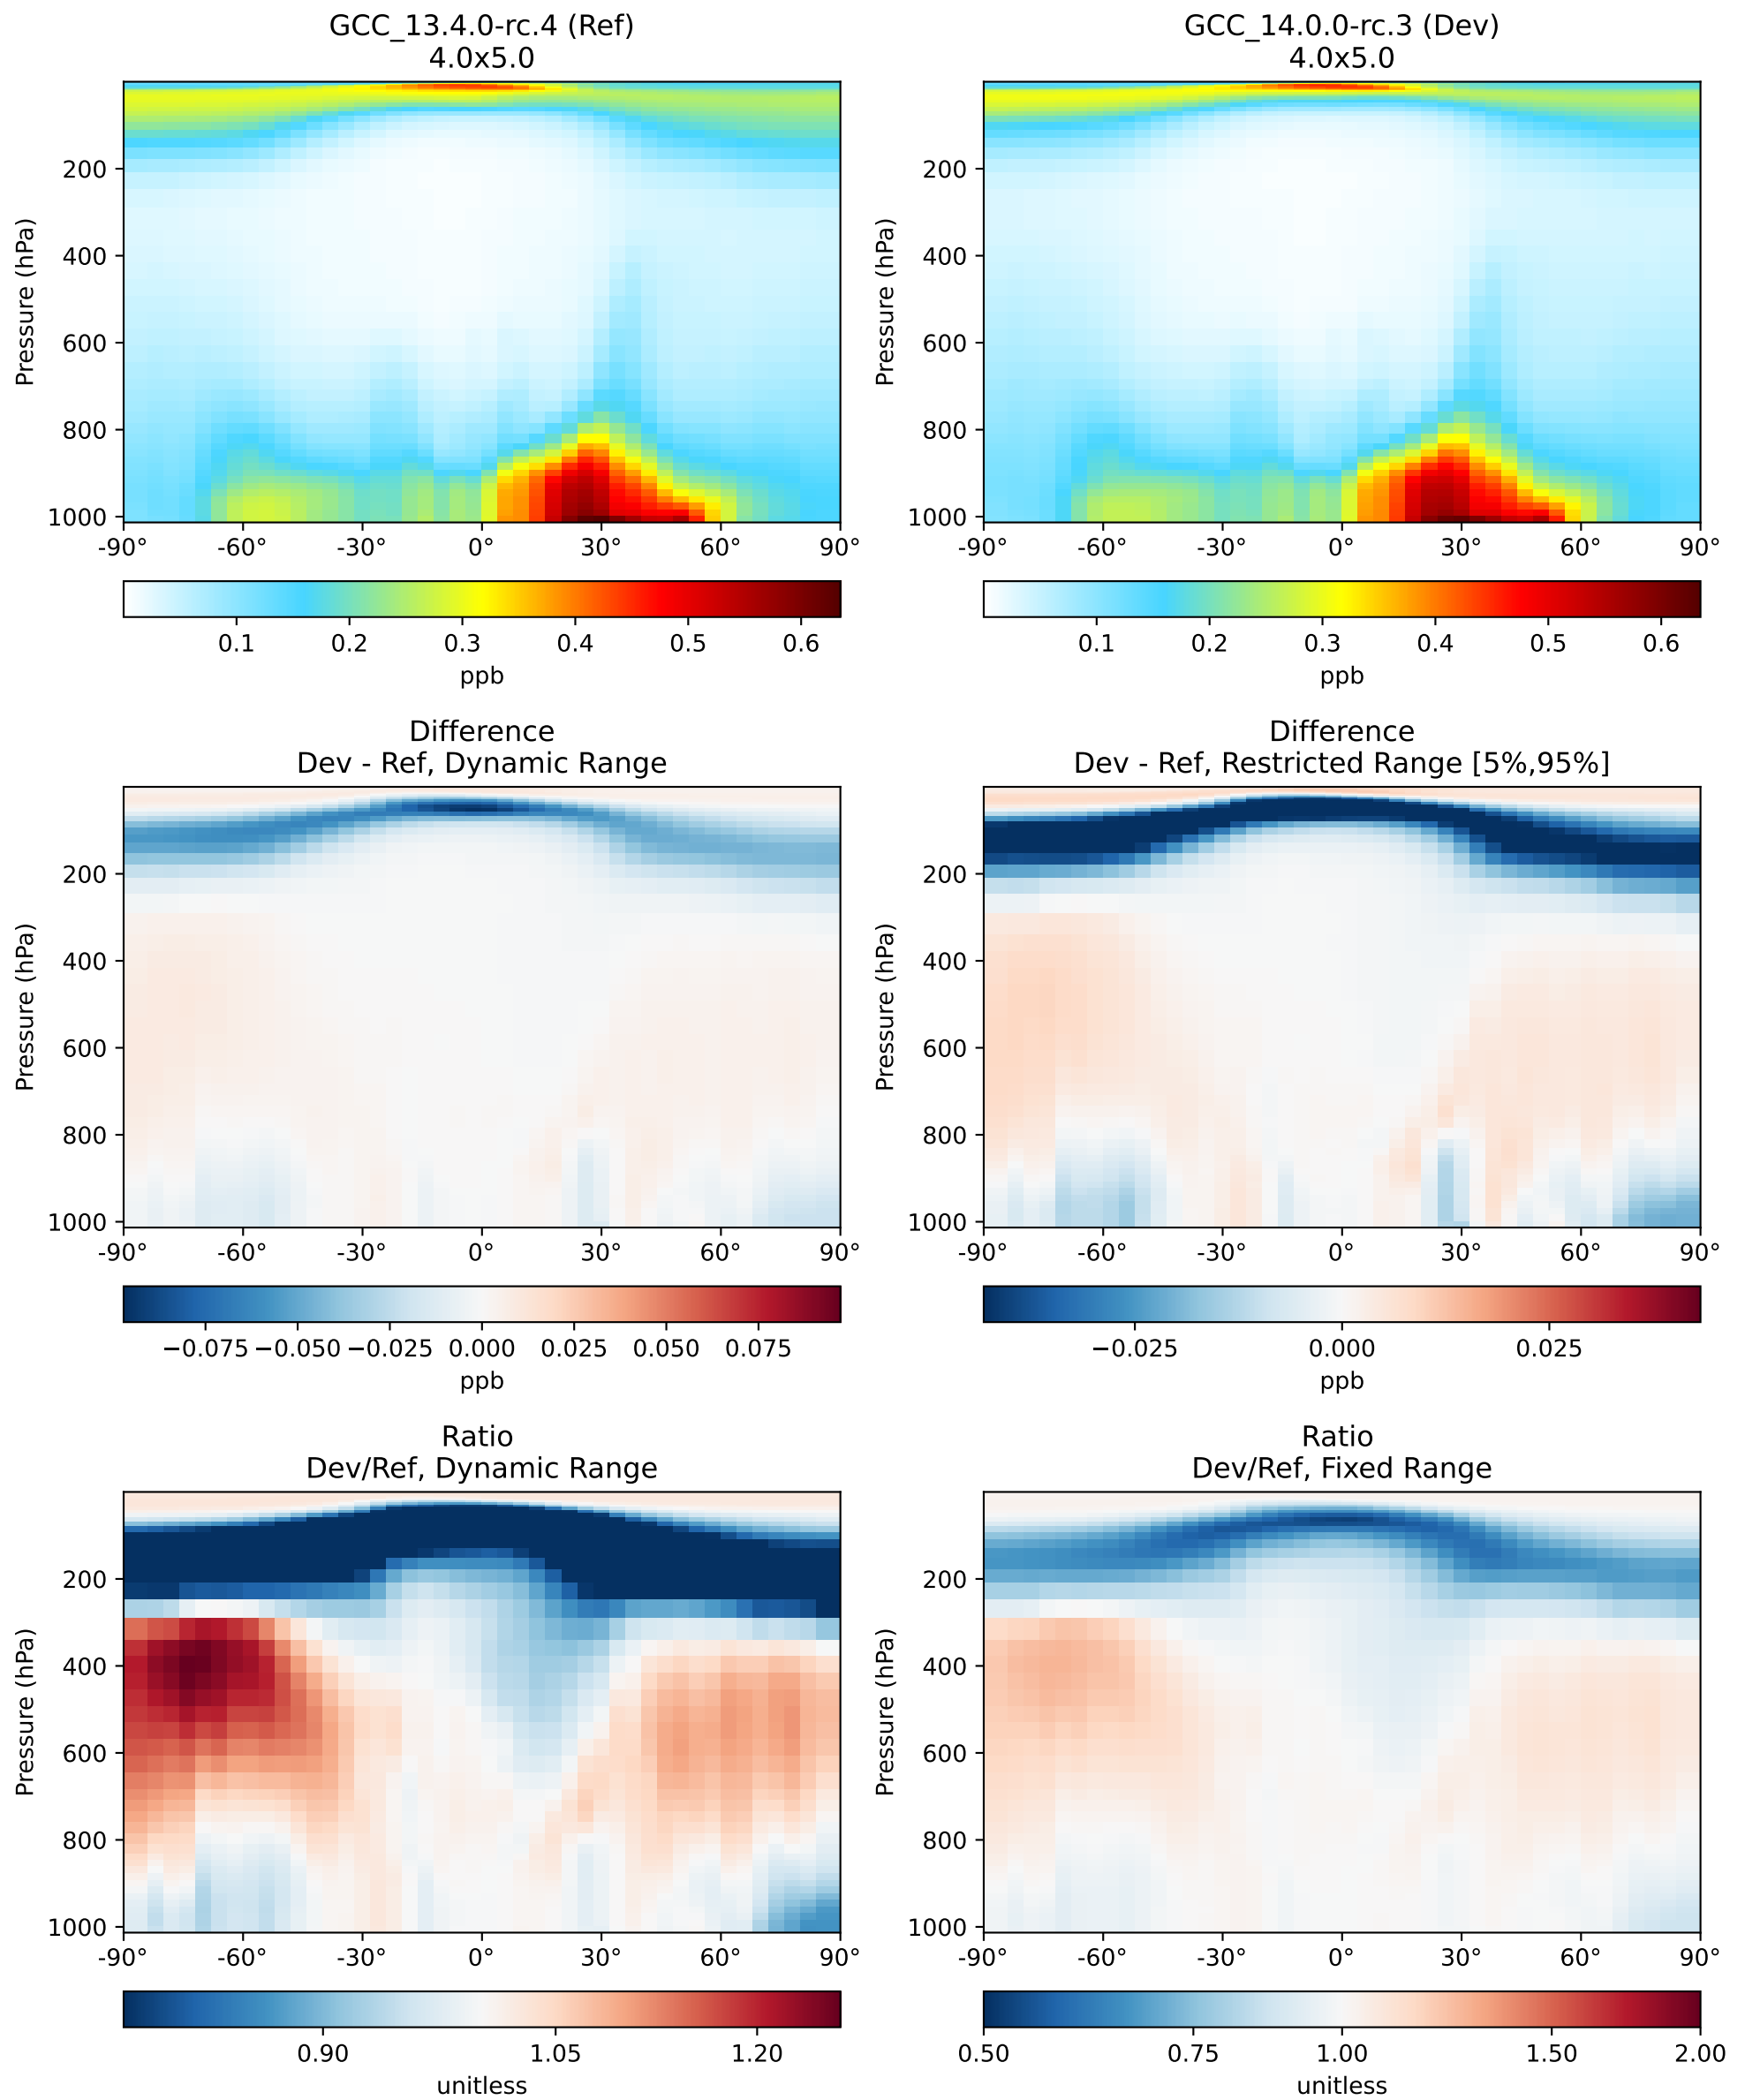 GCC_13.4.0-rc.4 (Ref)
4.0x5.0
Pressure (hPa)
200
400
600
800
1000
-90° -60° -30° 0° 30° 60° 90°
0.1 0.2 0.3 0.4 0.5 0.6
ppb
GCC_14.0.0-rc.3 (Dev)
4.0x5.0
Pressure (hPa)
200
400
600
800
1000
-90° -60° -30° 0° 30° 60° 90°
0.1 0.2 0.3 0.4 0.5 0.6
ppb
Difference
Dev - Ref, Dynamic Range
Pressure (hPa)
200
400
600
800
1000
-90° -60° -30° 0° 30° 60° 90°
−0.075 −0.050 −0.025 0.000 0.025 0.050 0.075
ppb
Difference
Dev - Ref, Restricted Range [5%,95%]
Pressure (hPa)
200
400
600
800
1000
-90° -60° -30° 0° 30° 60° 90°
−0.025 0.000 0.025
ppb
Ratio
Dev/Ref, Dynamic Range
Pressure (hPa)
200
400
600
800
1000
-90° -60° -30° 0° 30° 60° 90°
0.90 1.05 1.20
unitless
Ratio
Dev/Ref, Fixed Range
Pressure (hPa)
200
400
600
800
1000
-90° -60° -30° 0° 30° 60° 90°
0.50 0.75 1.00 1.50 2.00
unitless